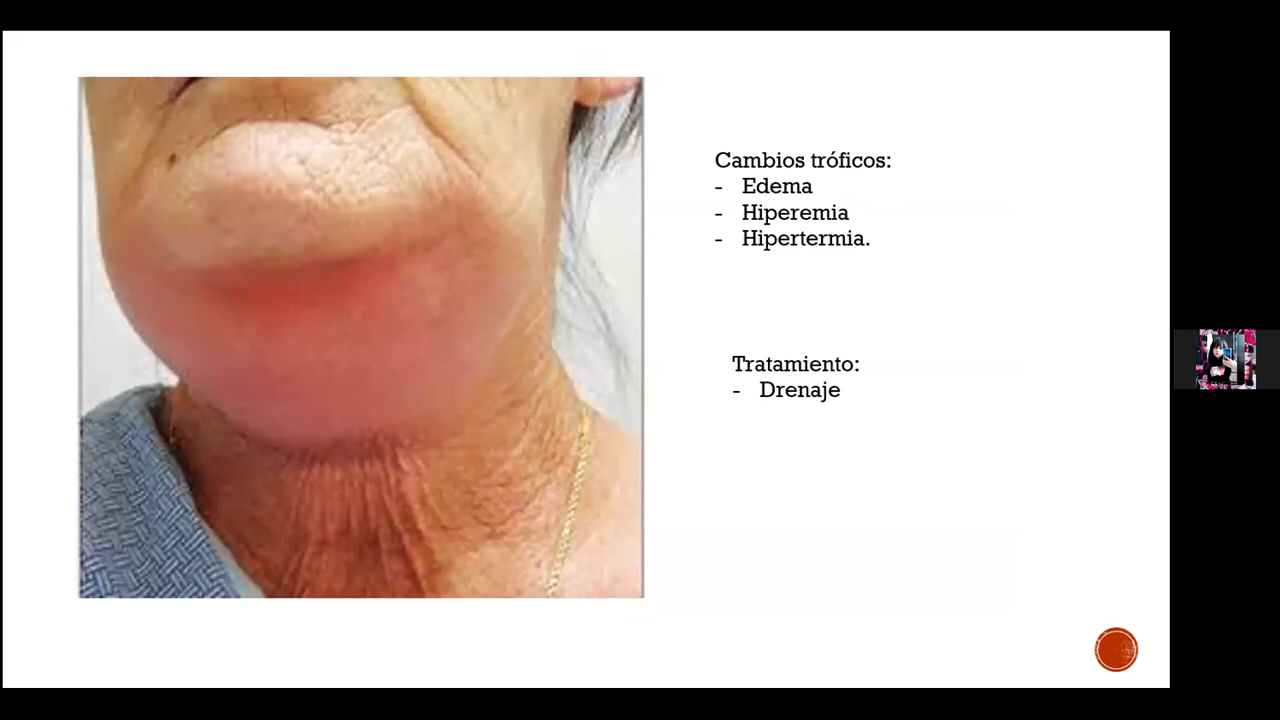 Cambios tróficos:
- Edema
- Hiperemia
- Hipertermia.
Tratamiento:
- Drenaje